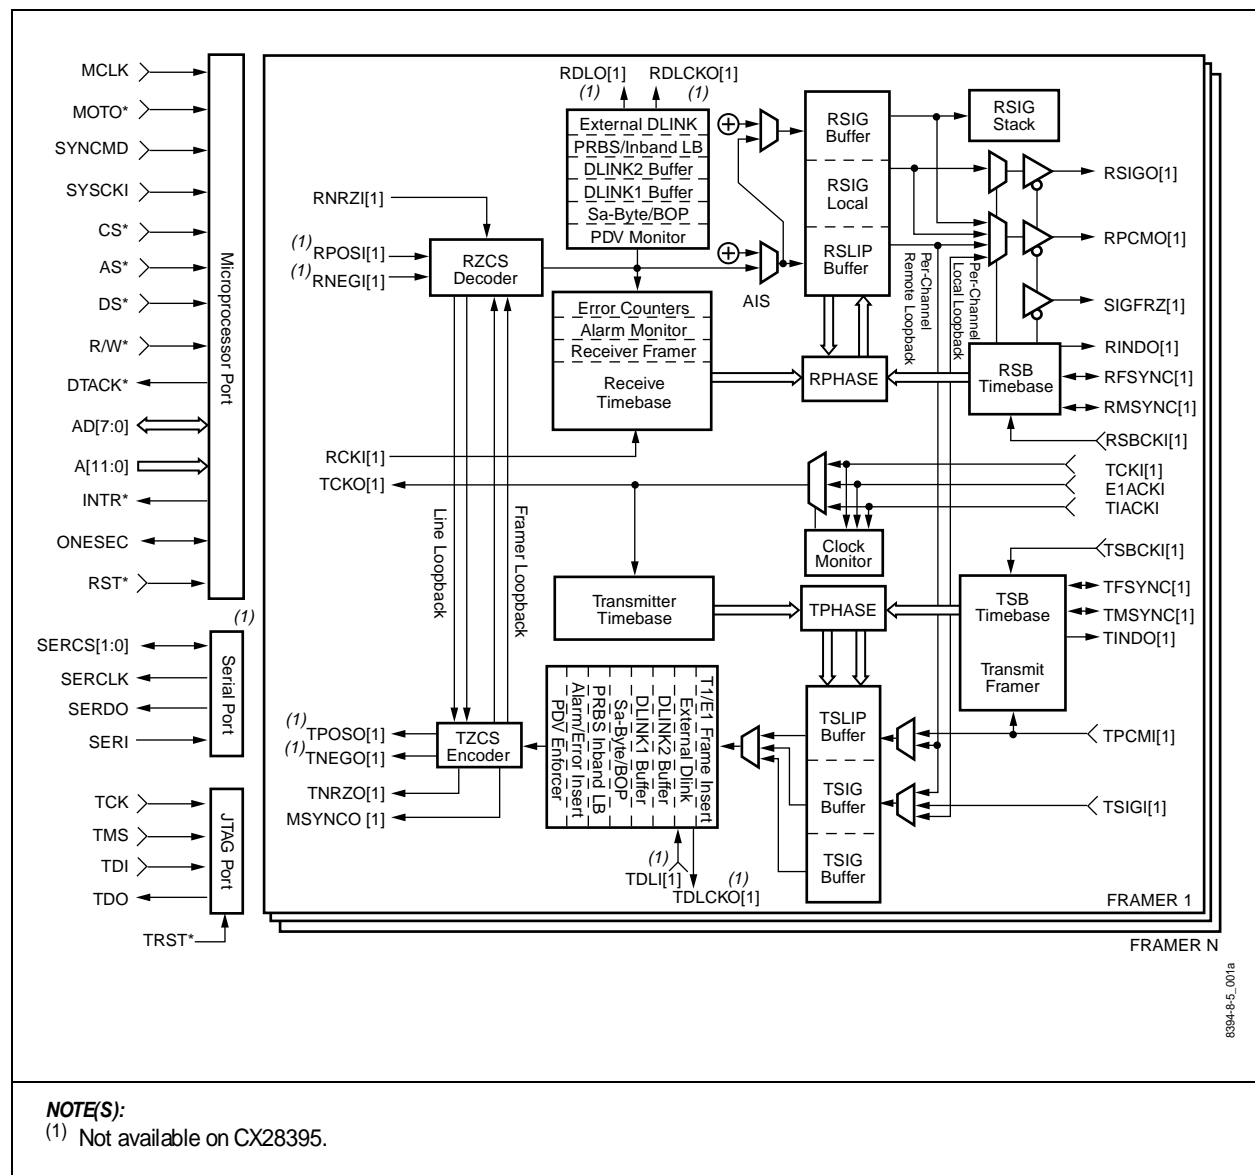 MCLK
MOTO*
SYNCMD
SYSCKI
CS*
AS*
DS*
R/W*
DTACK*
AD[7:0]
A[11:0]
INTR*
ONESEC
RST*
Microprocessor Port
(1)
SERCS[1:0]
SERCLK
SERDO
SERI
Serial Port
TCK
TMS
TDI
TDO
JTAG Port
TRST*
RDLO[1]
(1)
RDLCKO[1]
(1)
External DLINK
PRBS/Inband LB
DLINK2 Buffer
DLINK1 Buffer
Sa-Byte/BOP
PDV Monitor
RNRZI[1]
(1)
RPOSI[1]
(1)
RNEGI[1]
RZCS
Decoder
Error Counters
Alarm Monitor
Receiver Framer
Receive
Timebase
AIS
RSIG
Buffer
RSIG
Local
RSLIP
Buffer
RSIG
Stack
Per-Channel
Remote Loopback
Per-Channel
Local Loopback
RSIGO[1]
RPCMO[1]
SIGFRZ[1]
RINDO[1]
RFSYNC[1]
RMSYNC[1]
RSBCKI[1]
RPHASE
RSB
Timebase
RCKI[1]
TCKO[1]
TCKI[1]
E1ACKI
TIACKI
Clock
Monitor
Line Loopback
Framer Loopback
Transmitter
Timebase
TPHASE
TSB
Timebase
Transmit
Framer
TSBCKI[1]
TFSYNC[1]
TMSYNC[1]
TINDO[1]
TPCMI[1]
TSIGI[1]
(1)
TPOSO[1]
(1)
TNEGO[1]
TNRZO[1]
MSYNCO [1]
TZCS
Encoder
T1/E1 Frame Insert
External Dlink
DLINK2 Buffer
DLINK1 Buffer
Sa-Byte/BOP
PRBS Inband LB
Alarm/Error Insert
PDV Enforcer
TSLIP
Buffer
TSIG
Buffer
TSIG
Buffer
(1)
TDLI[1]
(1)
TDLCKO[1]
FRAMER 1
FRAMER N
8394-8-5_001a
NOTE(S):
(1) Not available on CX28395.